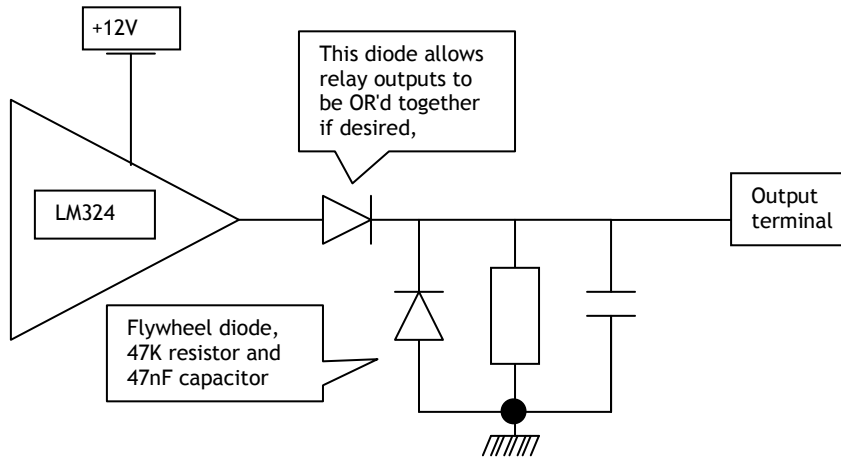 +12V
This diode allows
relay outputs to
be OR'd together
if desired,
LM324
Output
terminal
Flywheel diode,
47K resistor and
47nF capacitor